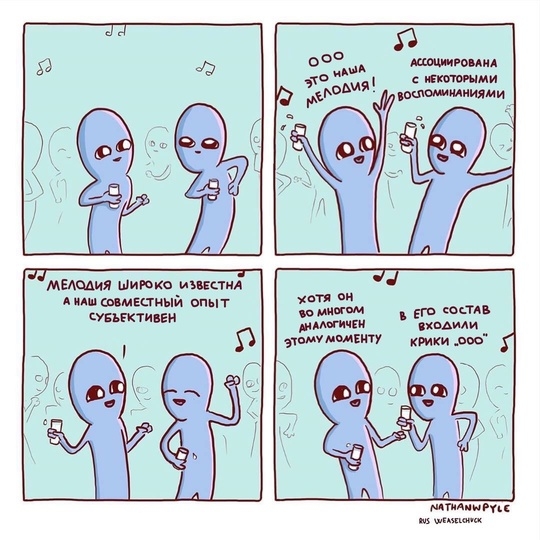 ООО
ЭТО НАША
МЕЛОДИЯ!
АССОЦИИРОВАНА
С НЕКОТОРЫМИ
ВОСПОМИНАНИЯМИ
МЕЛОДИЯ ШИРОКО ИЗВЕСТНА
А НАШ СОВМЕСТНЫЙ ОПЫТ
СУБЪЕКТИВЕН
ХОТЯ ОН
ВО МНОГОМ
АНАЛОГИЧЕН
ЭТОМУ МОМЕНТУ
В ЕГО СОСТАВ
ВХОДИЛИ
КРИКИ „ООО"
NATHANWPYLE
RUS WEASELCHVCK